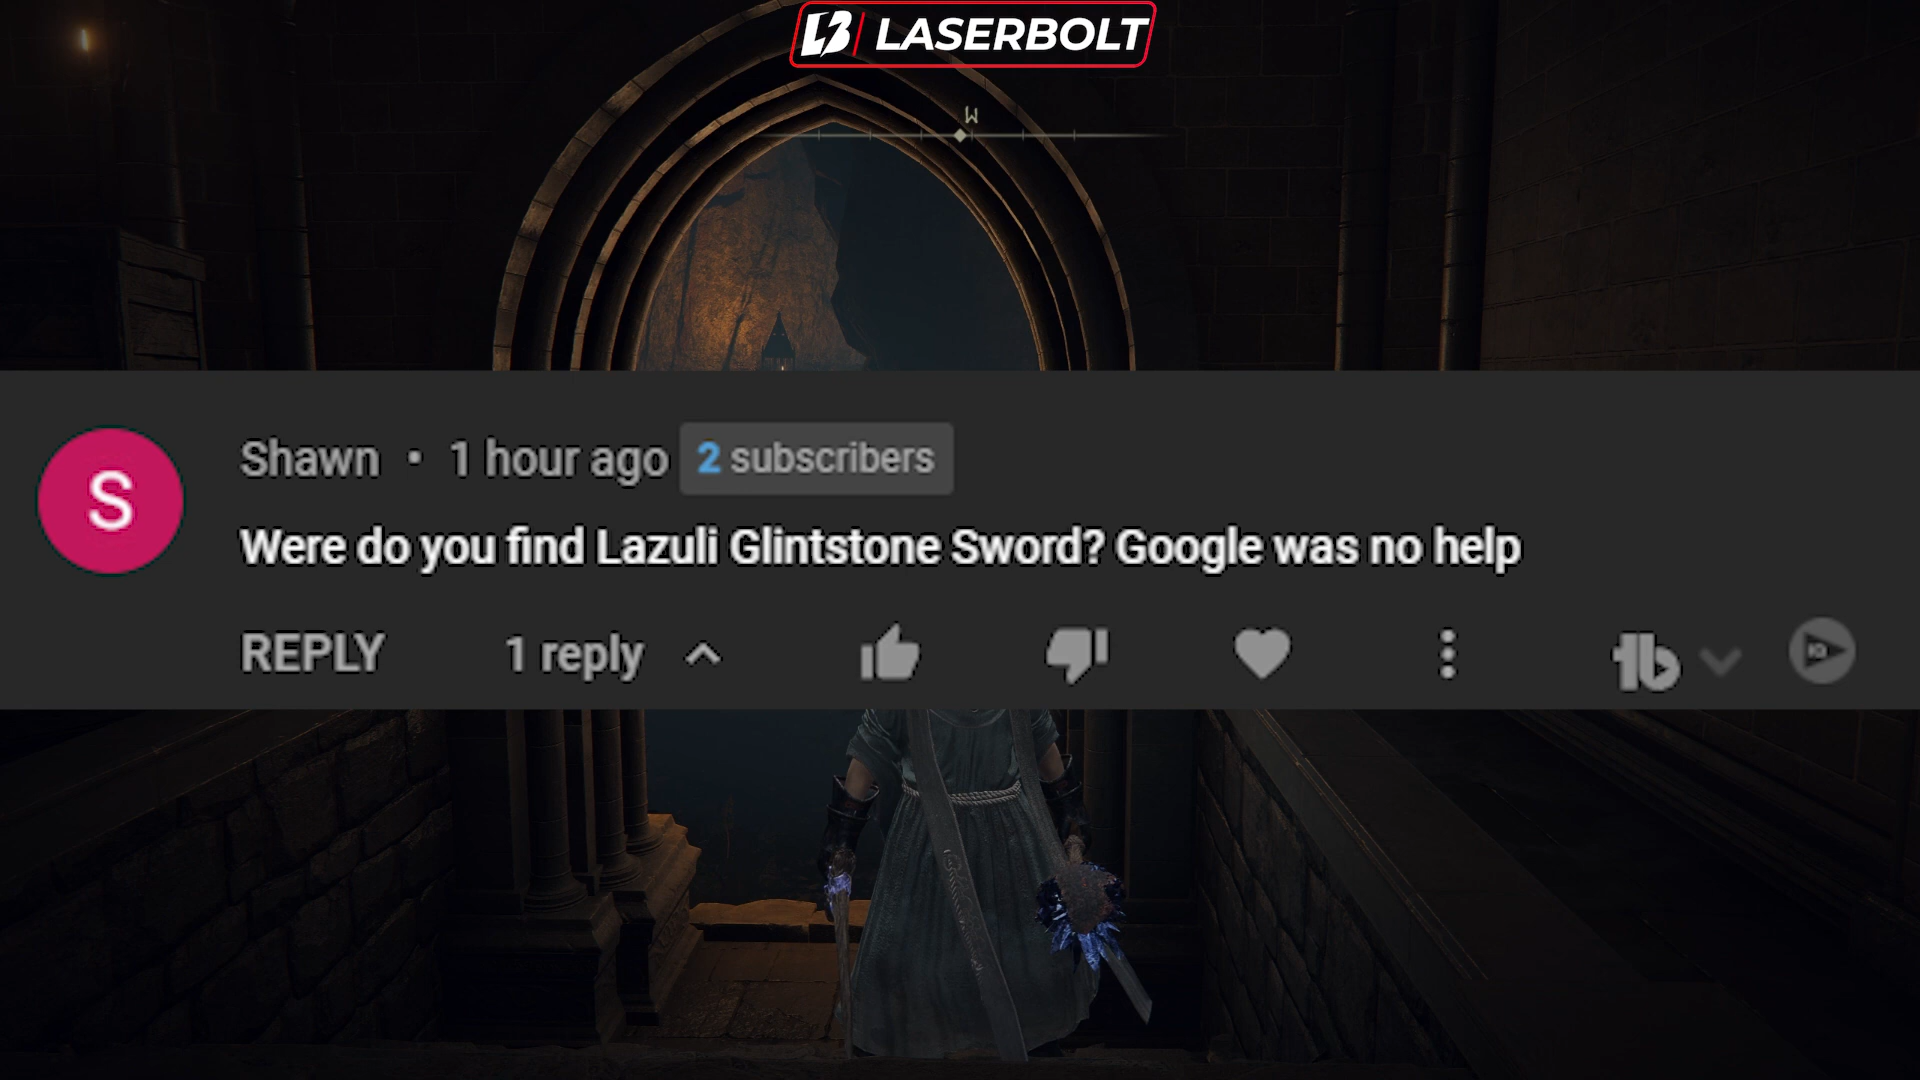 LASERBOLT
W
S
Shawn • 1 hour ago 2 subscribers
Were do you find Lazuli Glintstone Sword? Google was no help
REPLY 1 reply